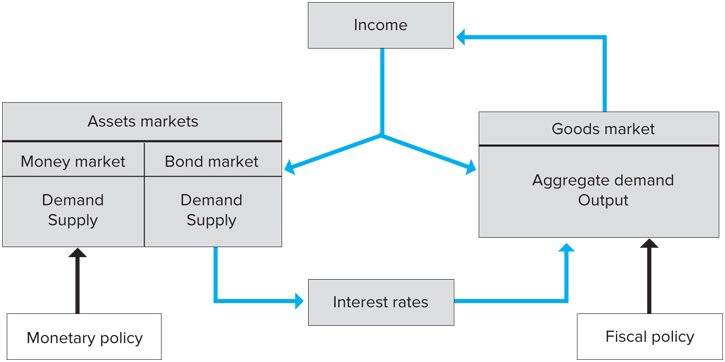 Income
Assets markets
Money market
Bond market
Demand
Supply
Demand
Supply
Goods market
Aggregate demand
Output
Interest rates
Monetary policy
Fiscal policy